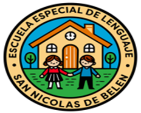 ESCUELA ESPECIAL DE LENGUAJE
SAN NICOLAS DE BELEN